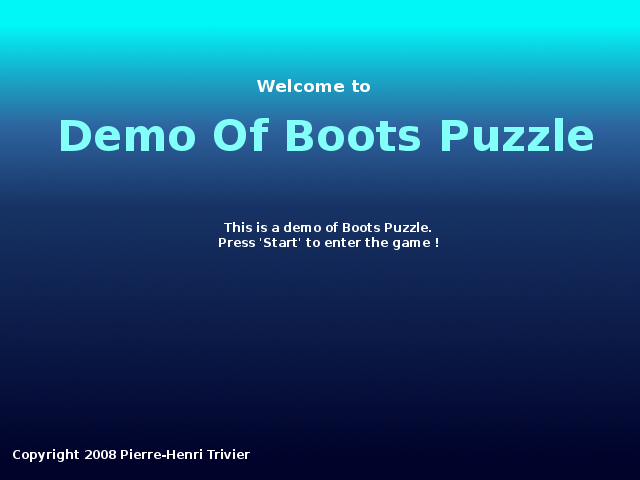 Welcome to
Demo Of Boots Puzzle
This is a demo of Boots Puzzle.
Press 'Start' to enter the game !
Copyright 2008 Pierre-Henri Trivier